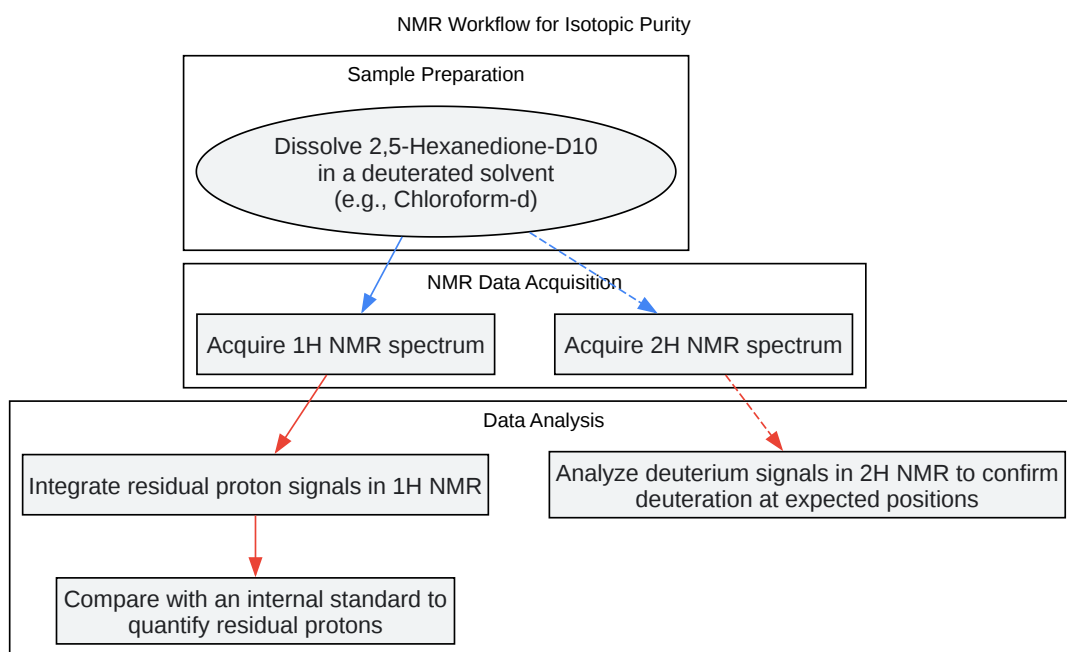 NMR Workflow for Isotopic Purity
Sample Preparation
Dissolve 2,5-Hexanedione-D10
in a deuterated solvent
(e.g., Chloroform-d)
NMR Data Acquisition
Acquire 1H NMR spectrum
Acquire 2H NMR spectrum
Data Analysis
Integrate residual proton signals in 1H NMR
Analyze deuterium signals in 2H NMR to confirm
deuteration at expected positions
Compare with an internal standard to
quantify residual protons